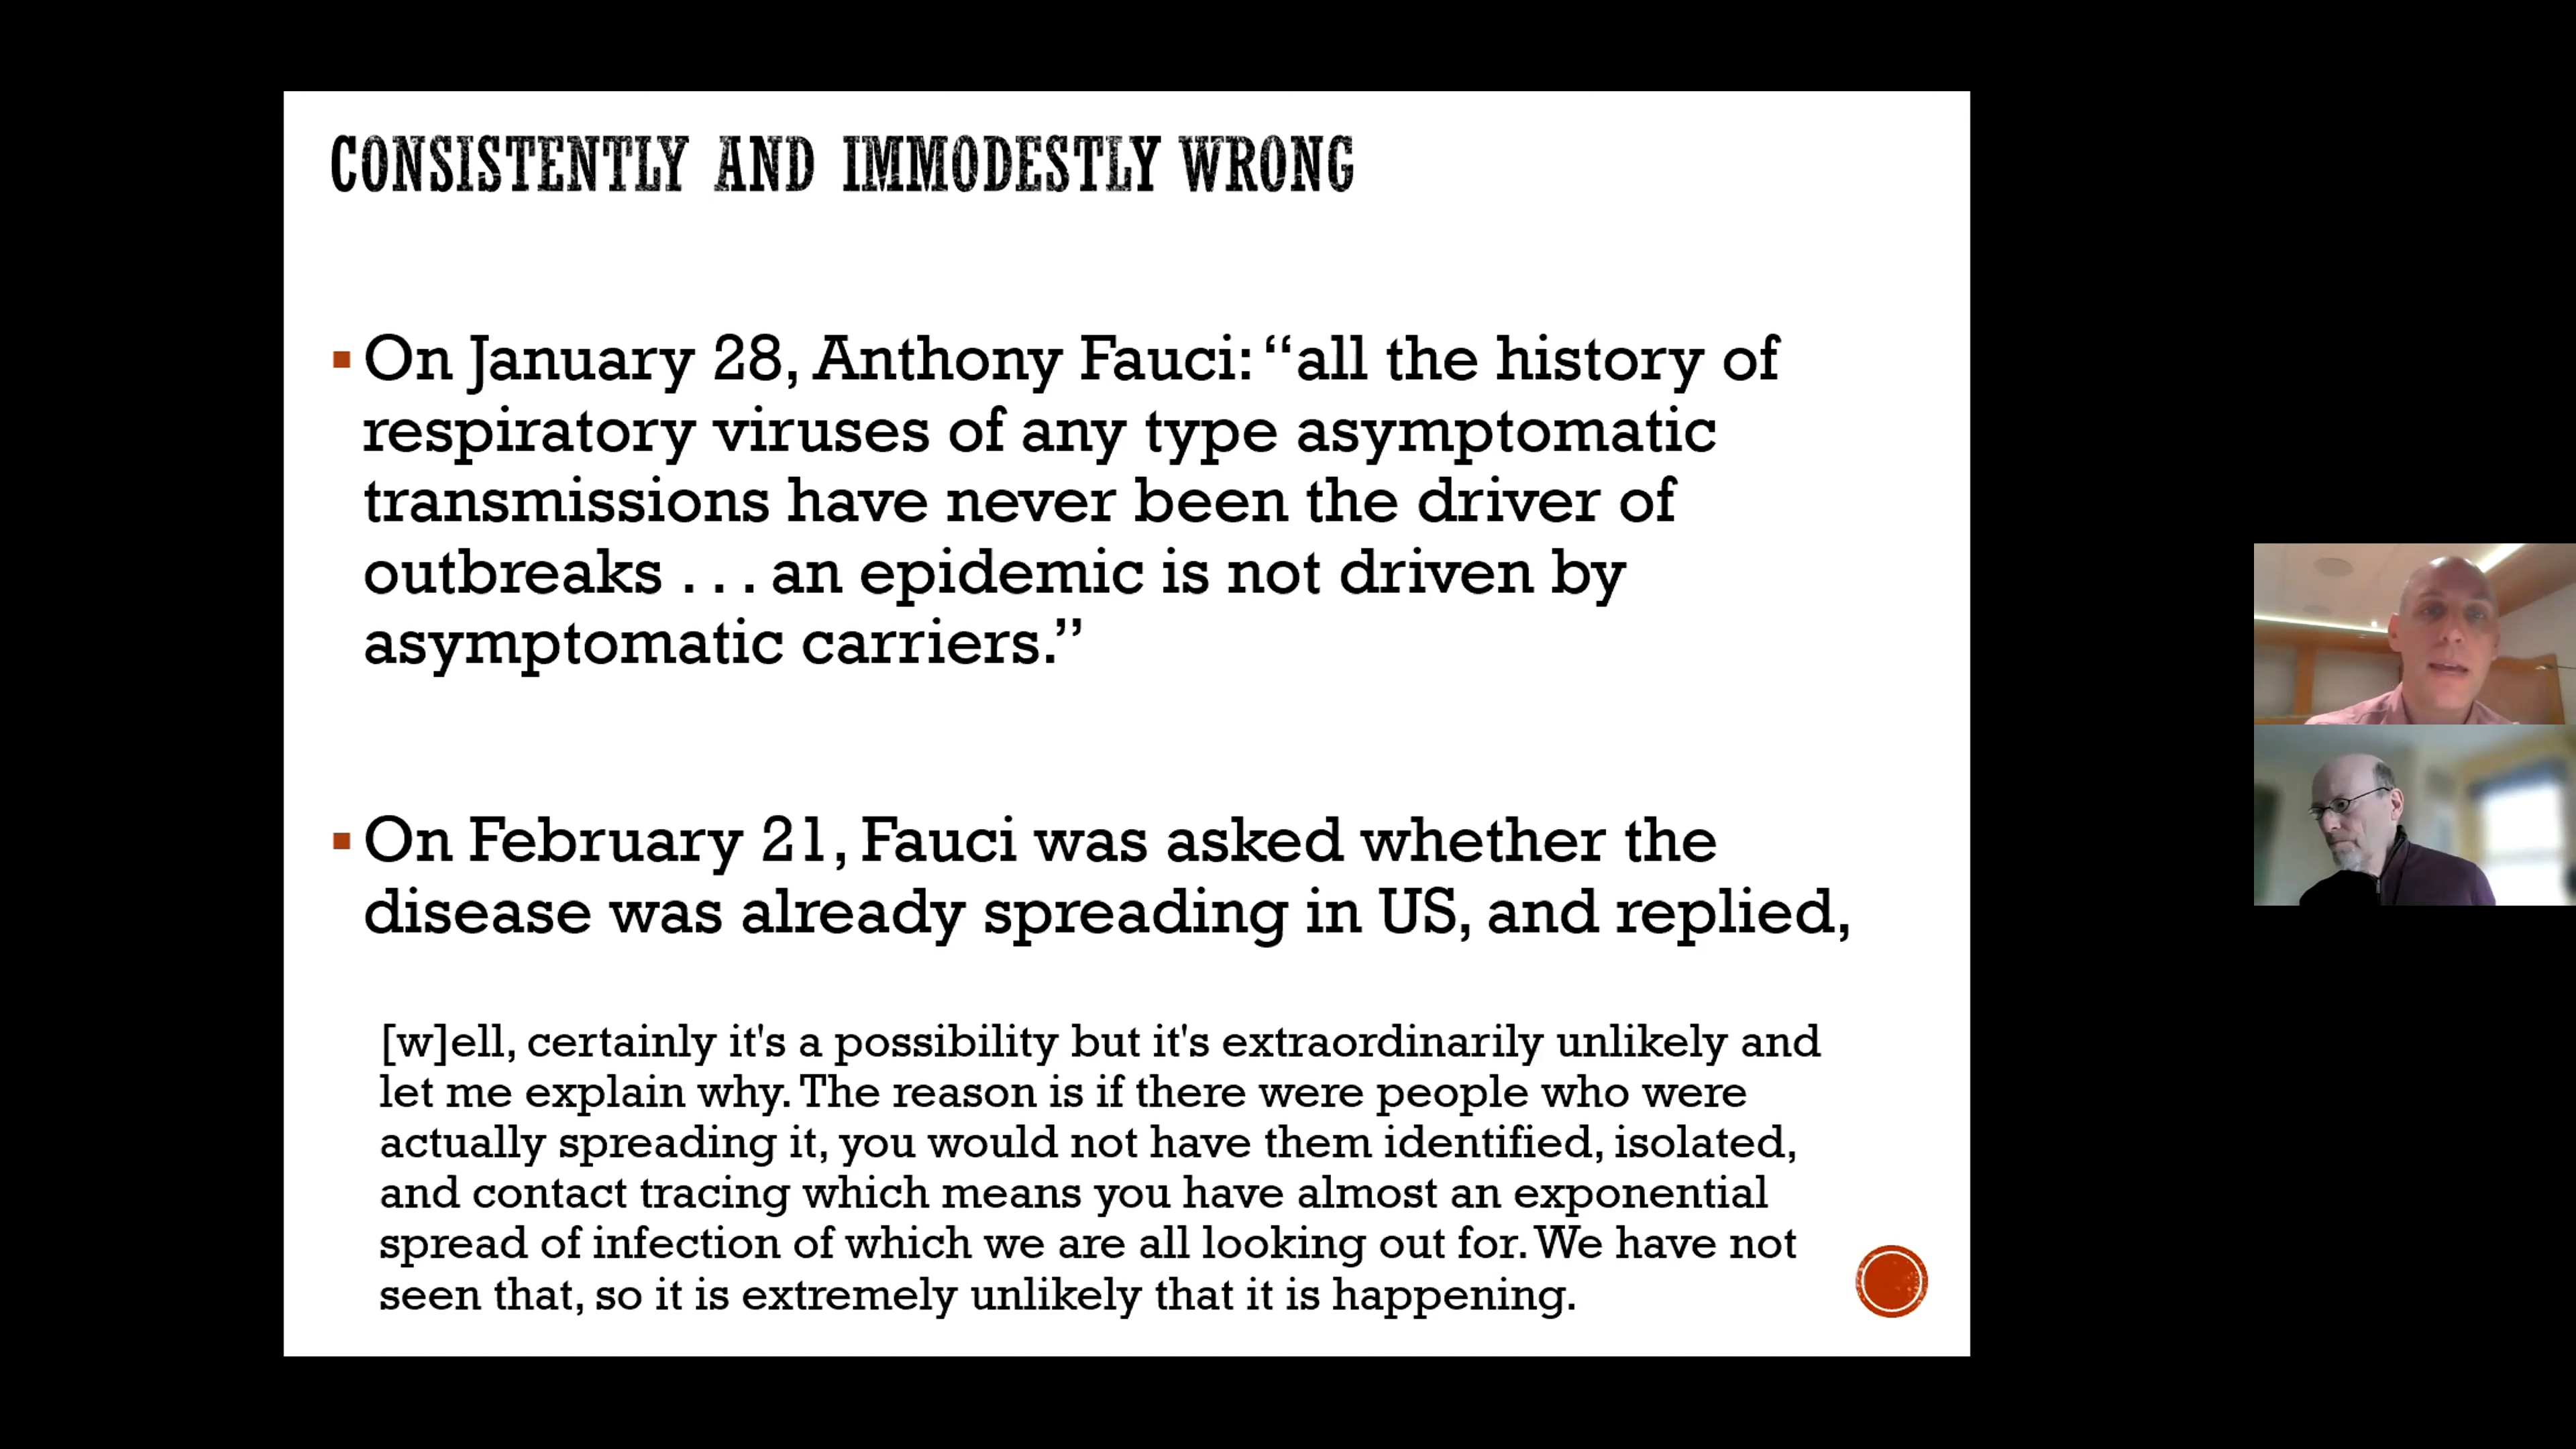 CONSISTENTLY AND IMMODESTLY WRONG
▪ On January 28, Anthony Fauci: “all the history of
respiratory viruses of any type asymptomatic
transmissions have never been the driver of
outbreaks . . . an epidemic is not driven by
asymptomatic carriers.”
▪ On February 21, Fauci was asked whether the
disease was already spreading in US, and replied,
[w]ell, certainly it's a possibility but it's extraordinarily unlikely and
let me explain why. The reason is if there were people who were
actually spreading it, you would not have them identified, isolated,
and contact tracing which means you have almost an exponential
spread of infection of which we are all looking out for. We have not
seen that, so it is extremely unlikely that it is happening.